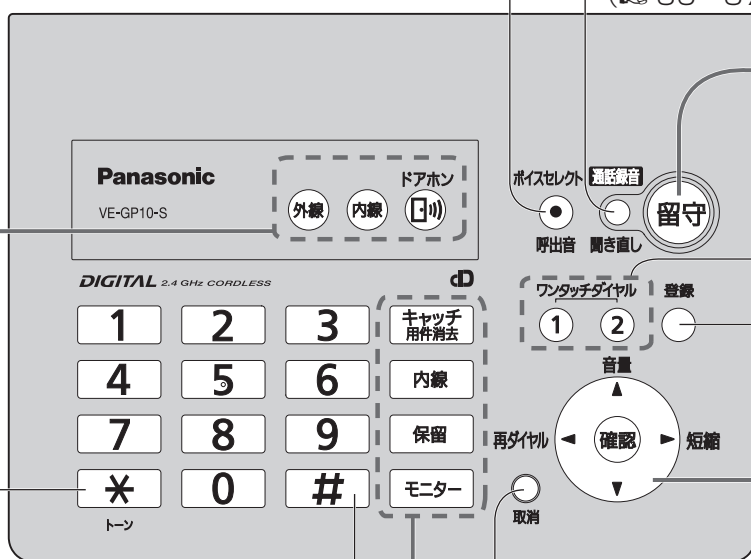 Panasonic
VE-GP10-S
ドアホン
外線 内線
DIGITAL 2.4 GHz CORDLESS
1 2 3 キャッチ
用件消去
4 5 6 内線
7 8 9 保留
* 0 # モニター
トーン
ボイスセレクト 通話録音
留守
呼出音 聞き直し
ワンタッチダイヤル 登録
1 2
音量
再ダイヤル 確認 短縮
取消